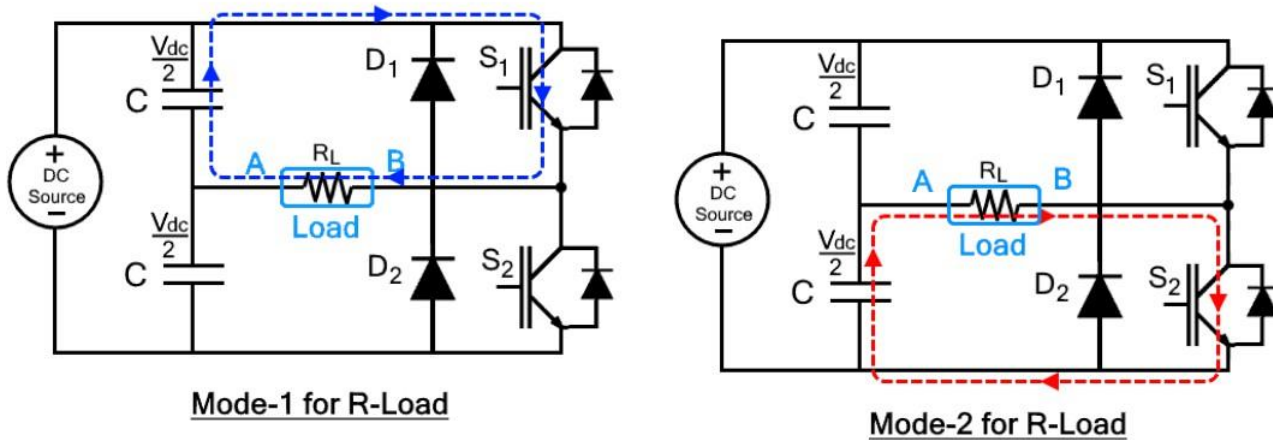 Vdc
2
C
D1
S1
+
DC
Source
−
A
RL
B
Load
Vdc
2
C
D2
S2
Mode-1 for R-Load
Vdc
2
C
D1
S1
+
DC
Source
−
A
RL
B
Load
Vdc
2
C
D2
S2
Mode-2 for R-Load